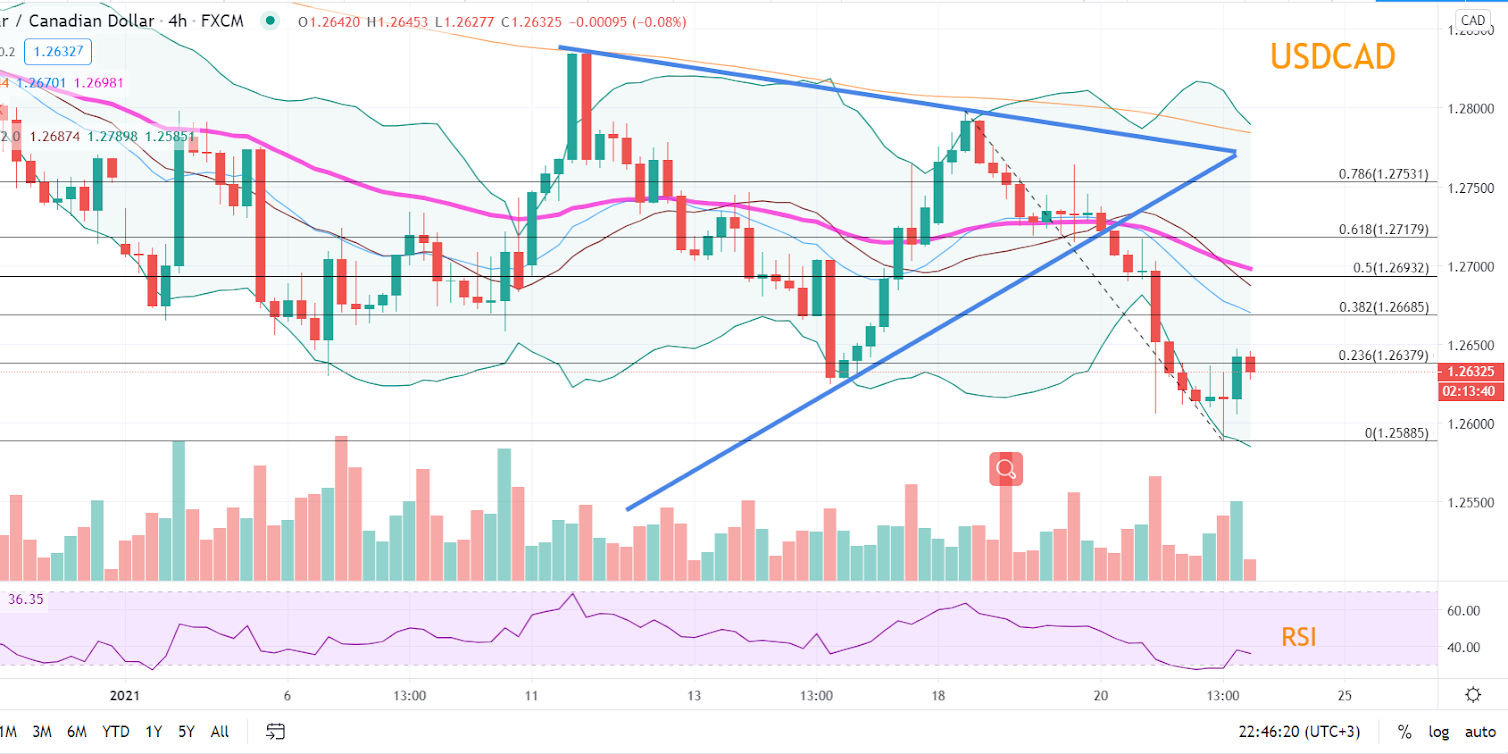 r / Canadian Dollar · 4h · FXCM O1.26420 H1.26453 L1.26277 C1.26325 −0.00095 (−0.08%)
CAD
USDCAD
0.2 1.26327
44 1.26701 1.26981
2.0 1.26874 1.27898 1.25851
1.28000
0.786(1.27531)
1.27500
0.618(1.27179)
0.5(1.26932)
1.27000
0.382(1.26685)
1.26500
0.236(1.26379)
1.26325
02:13:40
0(1.25885)
1.26000
1.25500
36.35
60.00
RSI
40.00
2021 6 13:00 11 13 13:00 18 20 13:00 25
1M 3M 6M YTD 1Y 5Y All 22:46:20 (UTC+3) % log auto